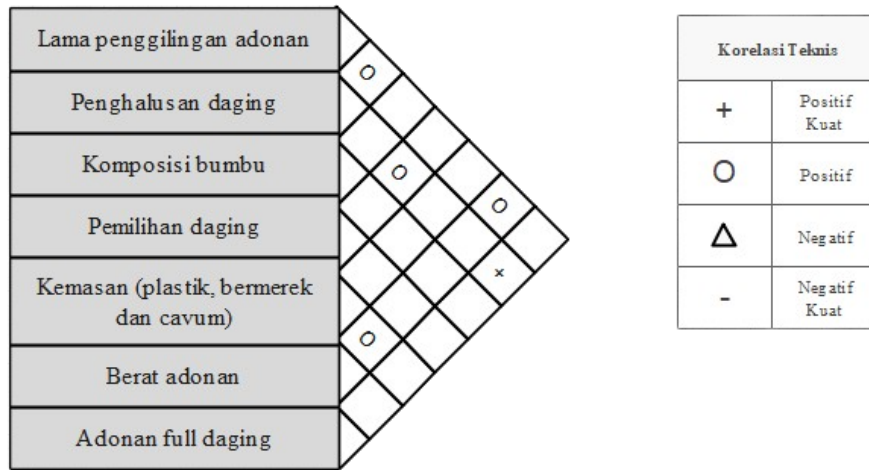 Lama penggilingan adonan
Penghalusan daging
Komposisi bumbu
Pemilihan daging
Kemasan (plastik, bermerek
dan cavum)
Berat adonan
Adonan full daging
O
O
O
×
O
Korelasi Teknis
+ Positif
Kuat
O Positif
Δ Negatif
- Negatif
Kuat